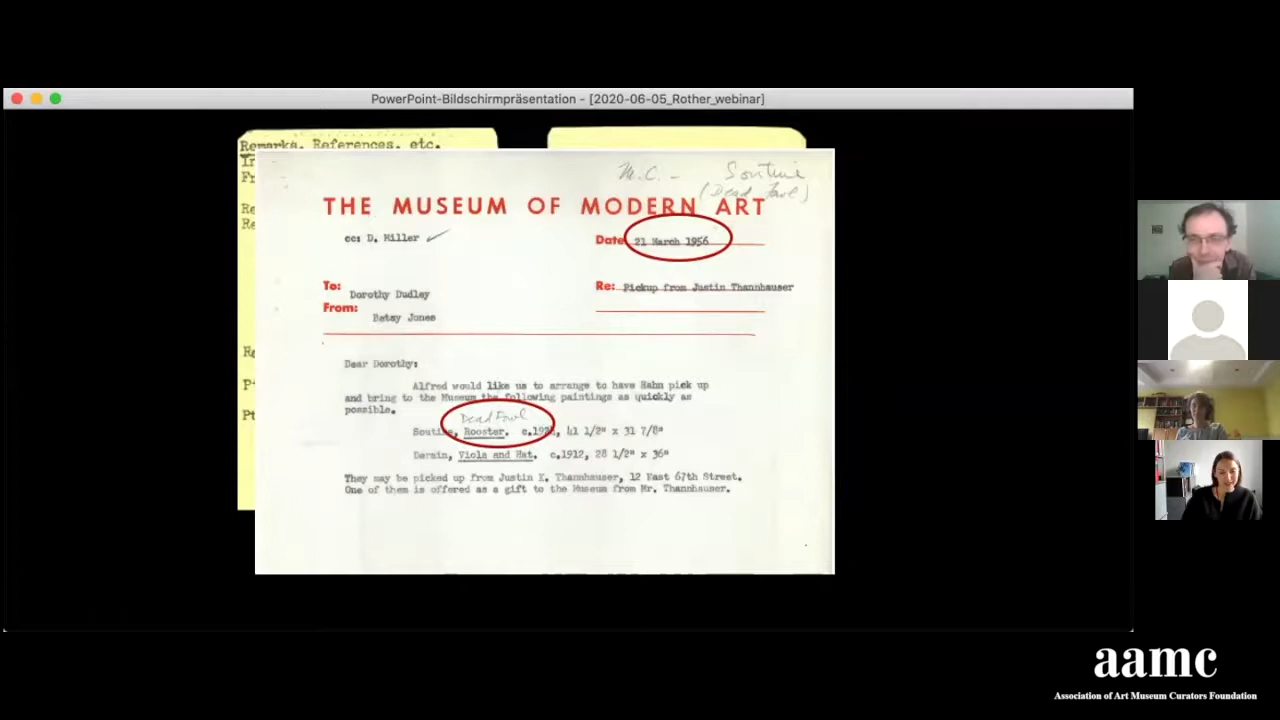 PowerPoint-Bildschirmpräsentation - [2020-06-05_Rother_webinar]
Remarks, References, etc.
M.C. - Soutine
(Dead Fowl)
THE MUSEUM OF MODERN ART
cc: D. Miller
Date 21 March 1956
To: Dorothy Dudley
Re: Pickup from Justin Thannhauser
From: Betsy Jones
Dear Dorothy:
Alfred would like us to arrange to have Hahn pick up
and bring to the Museum the following paintings as quickly as
possible.
Dead Fowl
Soutine, Rooster. 41 1/2" x 31 7/8"
Derain, Viola and Hat. c.1912, 28 1/2" x 36"
They may be picked up from Justin K. Thannhauser, 12 East 67th Street.
One of them is offered as a gift to the Museum from Mr. Thannhauser.
aamc
Association of Art Museum Curators Foundation